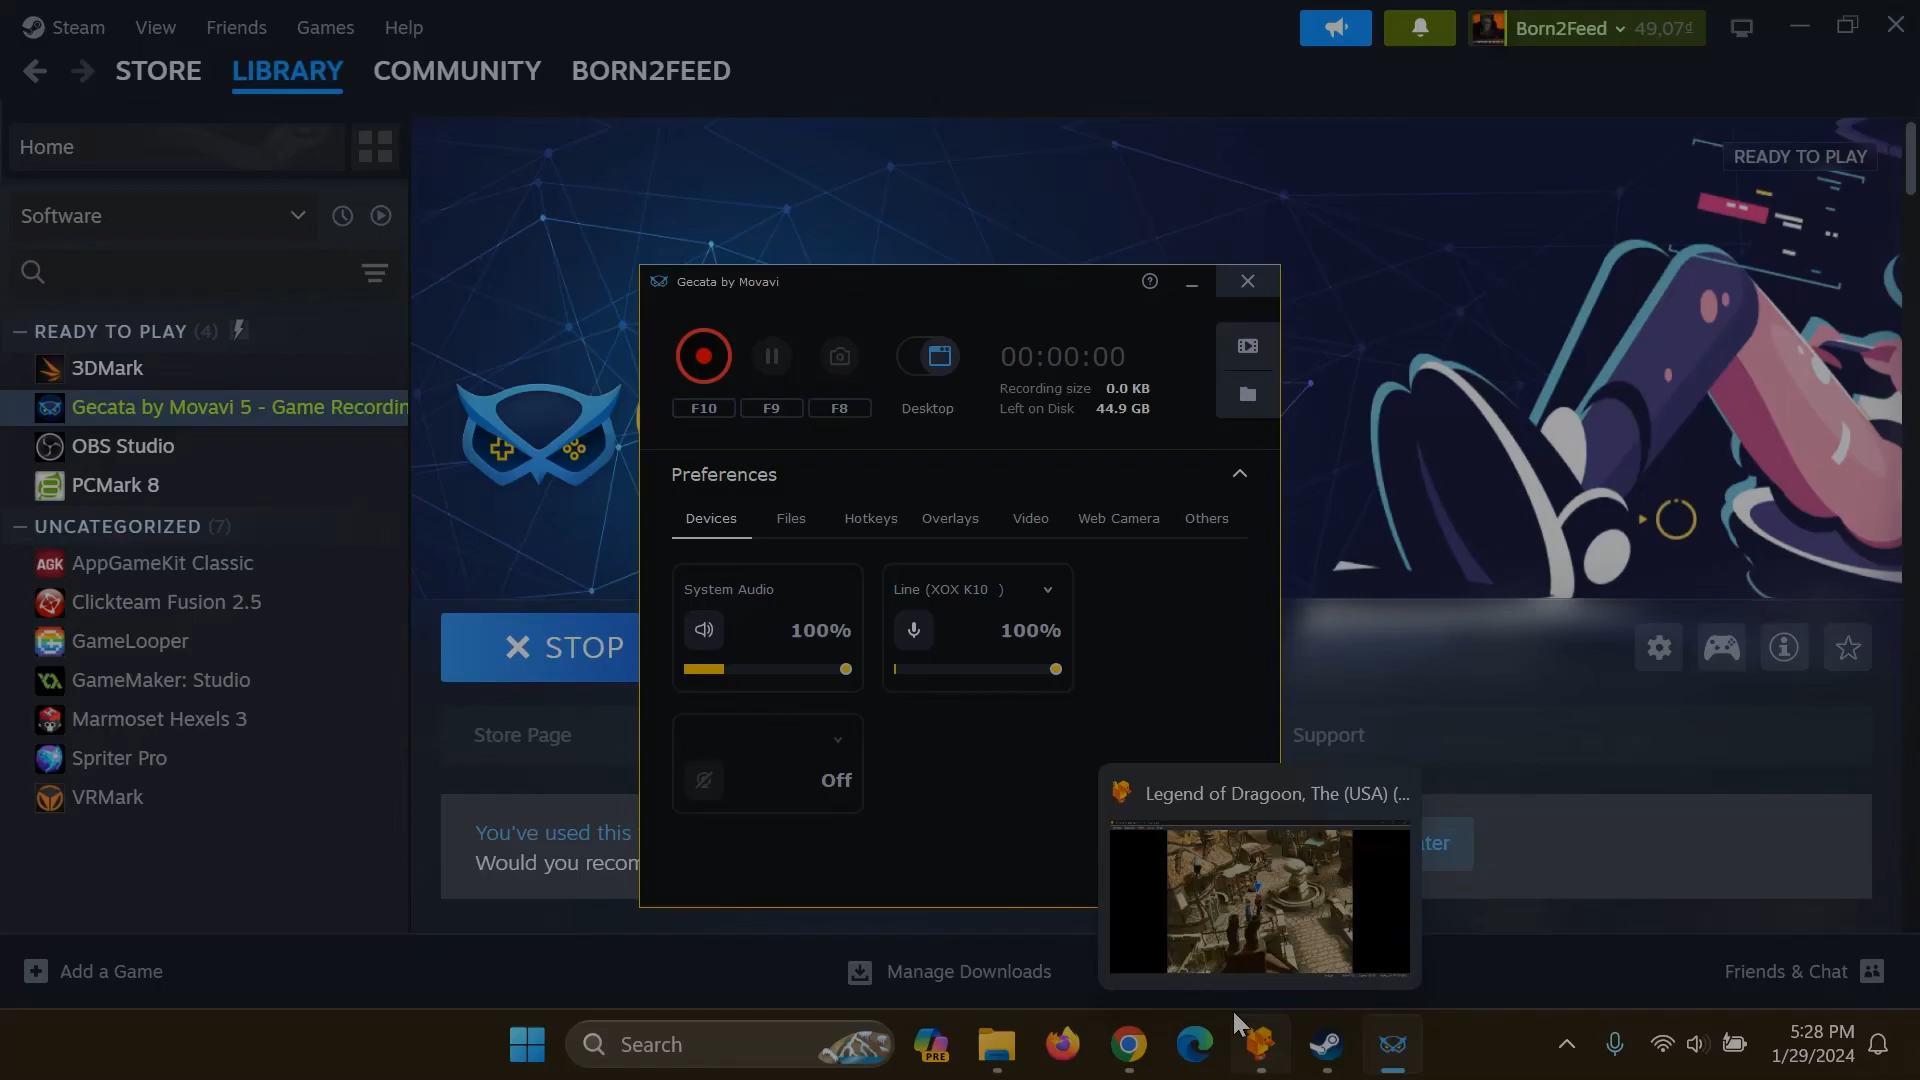 Steam View Friends Games Help
Born2Feed 49,07₫
STORE LIBRARY COMMUNITY BORN2FEED
Home
READY TO PLAY
Software
READY TO PLAY (4)
3DMark
Gecata by Movavi 5 - Game Recordin
OBS Studio
PCMark 8
UNCATEGORIZED (7)
AGK AppGameKit Classic
Clickteam Fusion 2.5
GameLooper
GameMaker: Studio
Marmoset Hexels 3
Spriter Pro
VRMark
Gecata by Movavi
00:00:00
Recording size 0.0 KB
Left on Disk 44.9 GB
F10 F9 F8 Desktop
Preferences
Devices Files Hotkeys Overlays Video Web Camera Others
System Audio
100%
Line (XOX K10 )
100%
Off
STOP
Store Page
Support
You've used this
Would you recom
ater
Legend of Dragoon, The (USA) (...
Add a Game
Manage Downloads
Friends & Chat
Search
PRE
5:28 PM
1/29/2024